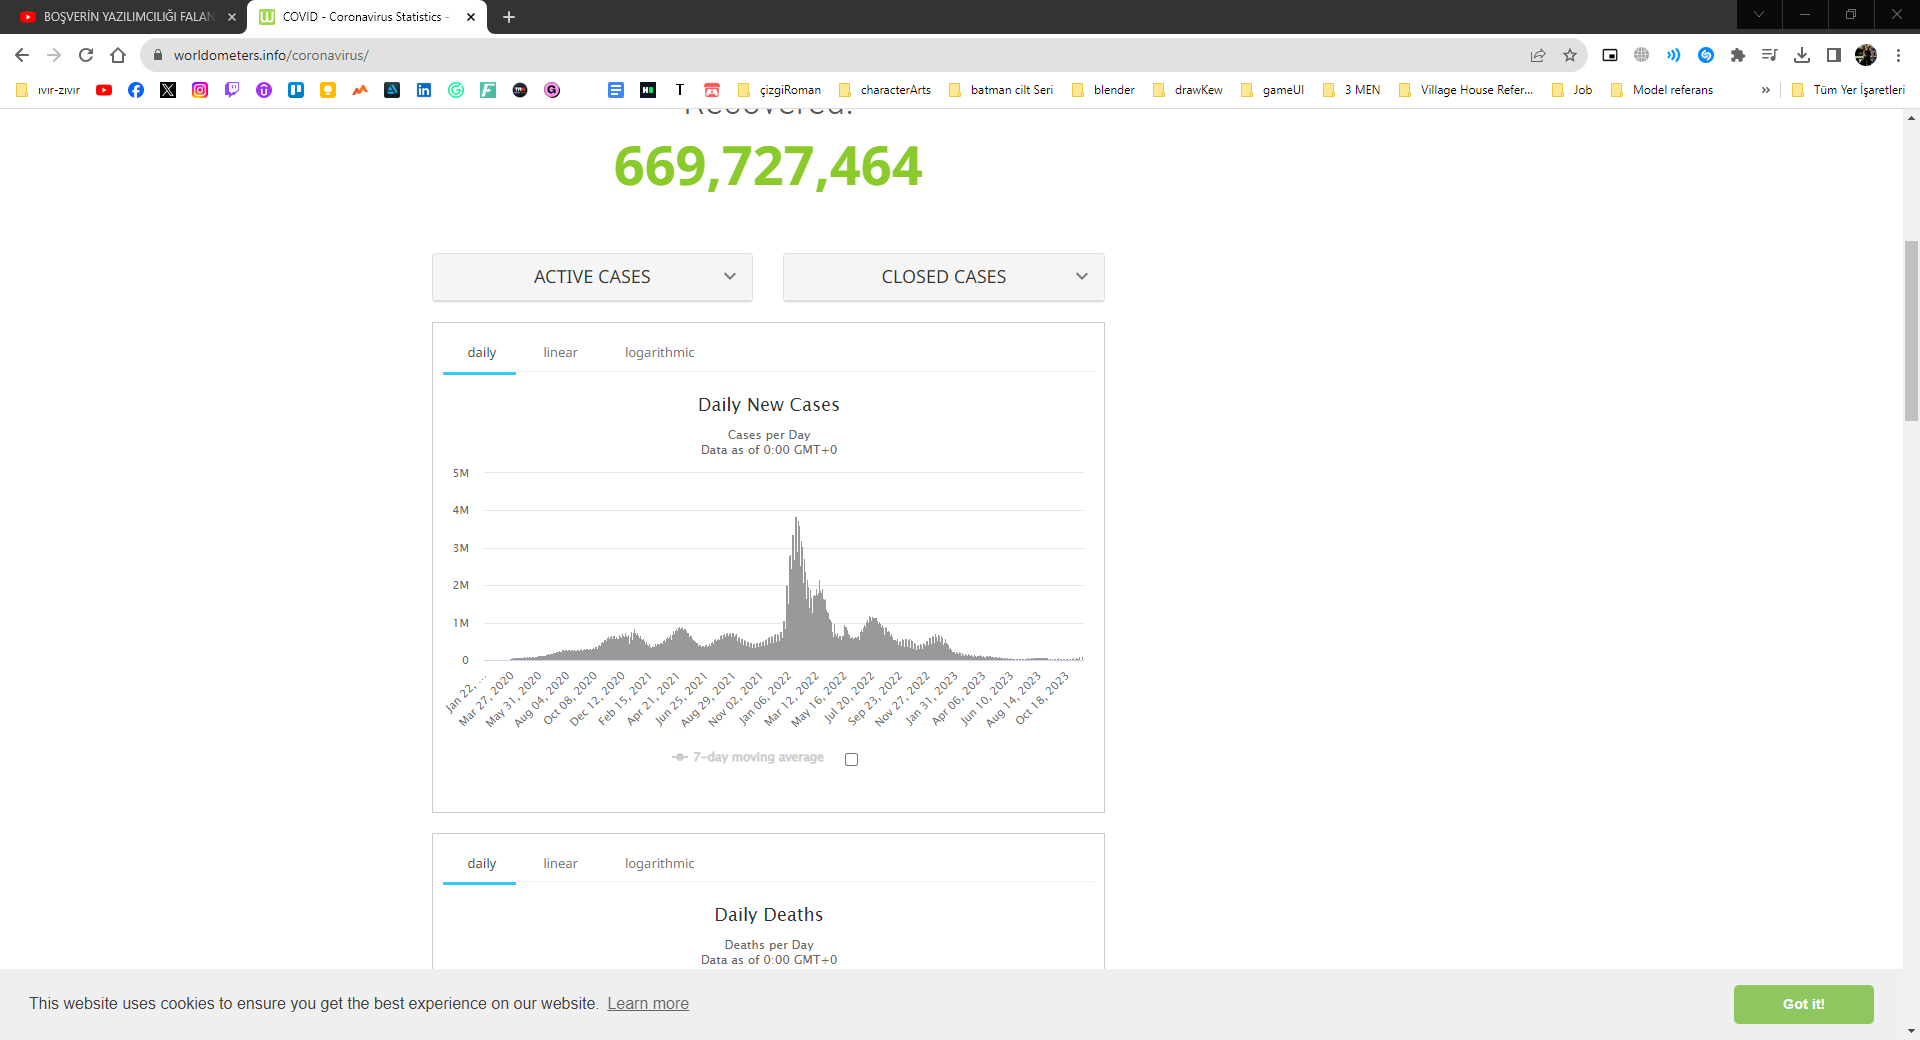 BOŞVERİN YAZILIMCILIĞI FALAN
COVID - Coronavirus Statistics -
worldometers.info/coronavirus/
ıvır-zıvır
çizgiRoman
characterArts
batman cilt Seri
blender
drawKew
gameUI
3 MEN
Village House Refer...
Job
Model referans
»
Tüm Yer İşaretleri
Recovered:
669,727,464
ACTIVE CASES
CLOSED CASES
daily linear logarithmic
Daily New Cases
Cases per Day
Data as of 0:00 GMT+0
5M
4M
3M
2M
1M
0
Jan 22, ...
Mar 27, 2020
May 31, 2020
Aug 04, 2020
Oct 08, 2020
Dec 12, 2020
Feb 15, 2021
Apr 21, 2021
Jun 25, 2021
Aug 29, 2021
Nov 02, 2021
Jan 06, 2022
Mar 12, 2022
May 16, 2022
Jul 20, 2022
Sep 23, 2022
Nov 27, 2022
Jan 31, 2023
Apr 06, 2023
Jun 10, 2023
Aug 14, 2023
Oct 18, 2023
7-day moving average
daily linear logarithmic
Daily Deaths
Deaths per Day
Data as of 0:00 GMT+0
This website uses cookies to ensure you get the best experience on our website. Learn more
Got it!